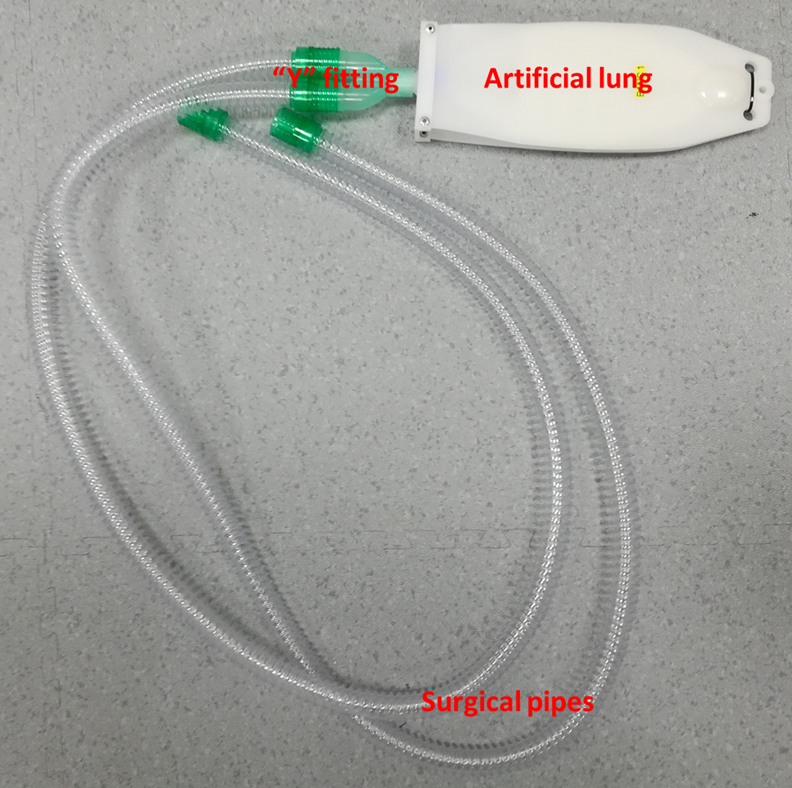 “Y” fitting
Artificial lung
Surgical pipes